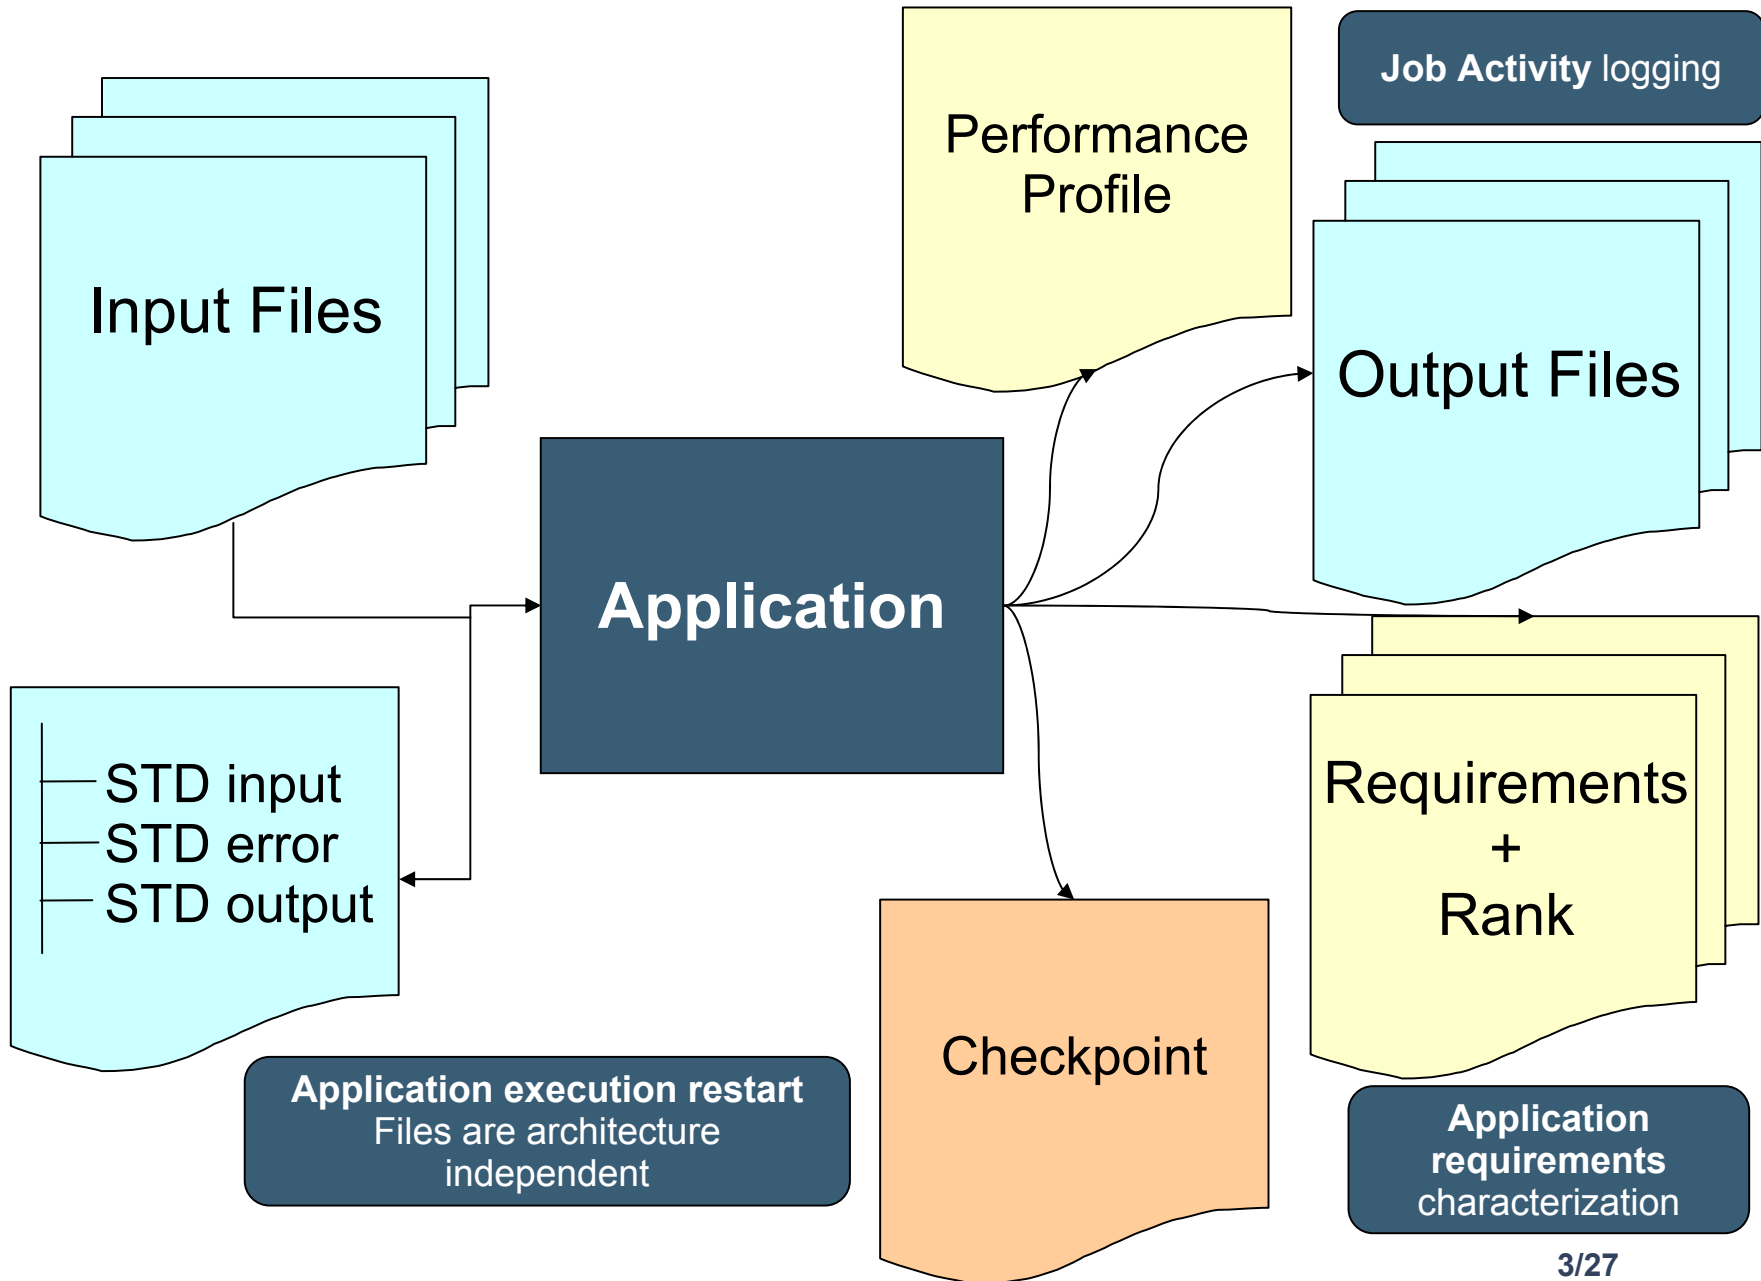 Performance
Profile
Job Activity logging
Input Files
Output Files
Application
STD input
STD error
STD output
Requirements
+
Rank
Checkpoint
Application execution restart
Files are architecture
independent
Application
requirements
characterization
3/27